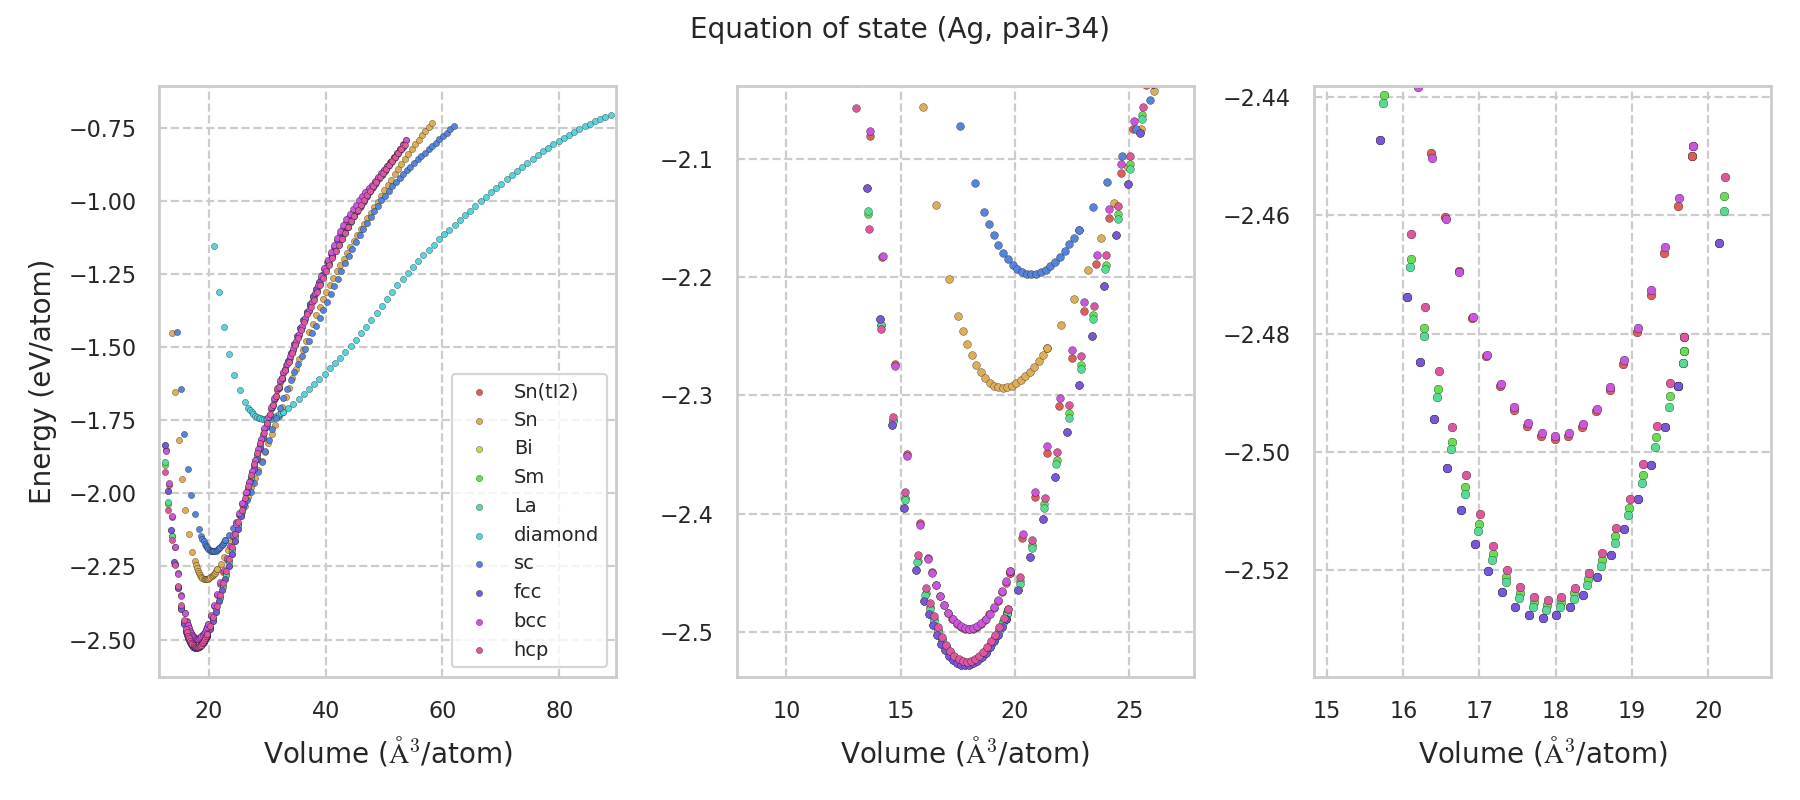 Equation of state (Ag, pair-34)
Energy (eV/atom)
−0.75
−1.00
−1.25
−1.50
−1.75
−2.00
−2.25
−2.50
Sn(tI2)
Sn
Bi
Sm
La
diamond
sc
fcc
bcc
hcp
20 40 60 80
Volume (Å³/atom)
−2.1
−2.2
−2.3
−2.4
−2.5
10 15 20 25
Volume (Å³/atom)
−2.44
−2.46
−2.48
−2.50
−2.52
15 16 17 18 19 20
Volume (Å³/atom)